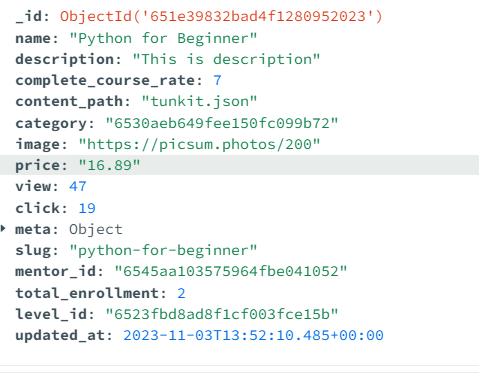 _id: ObjectId('651e39832bad4f1280952023')
name: "Python for Beginner"
description: "This is description"
complete_course_rate: 7
content_path: "tunkit.json"
category: "6530aeb649fee150fc099b72"
image: "https://picsum.photos/200"
price: "16.89"
view: 47
click: 19
meta: Object
slug: "python-for-beginner"
mentor_id: "6545aa103575964fbe041052"
total_enrollment: 2
level_id: "6523fbd8ad8f1cf003fce15b"
updated_at: 2023-11-03T13:52:10.485+00:00